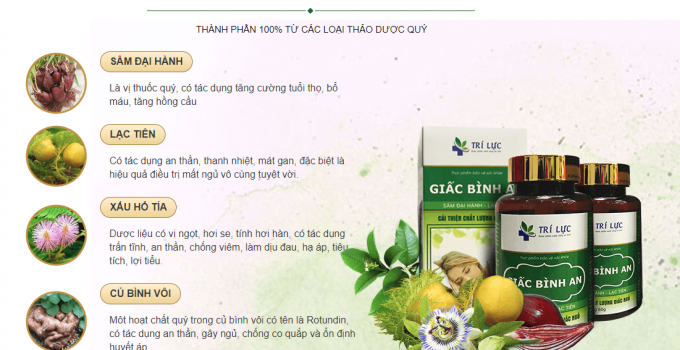 THÀNH PHẦN 100% TỪ CÁC LOẠI THẢO DƯỢC QUÝ
SÂM ĐẠI HÀNH
Là vị thuốc quý, có tác dụng tăng cường tuổi thọ, bổ
máu, tăng hồng cầu
LẠC TIÊN
Có tác dụng an thần, thanh nhiệt, mát gan, đặc biệt là
hiệu quả điều trị mất ngủ vô cùng tuyệt vời.
XẤU HỔ TÍA
Dược liệu có vị ngọt, hơi se, tính hơi hàn, có tác dụng
trấn tĩnh, an thần, chống viêm, làm dịu đau, hạ áp, tiêu
tích, lợi tiểu.
CỦ BÌNH VÔI
Một hoạt chất quý trong củ bình vôi có tên là Rotundin,
có tác dụng an thần, gây ngủ, chống co quắp và ổn định
huyết áp
TRÍ LỰC
GIẤC BÌNH AN
SÂM ĐẠI HÀNH
CẢI THIỆN CHẤT LƯỢNG
TRÍ LỰC
GIẤC BÌNH AN
TRÍ LỰC
BÌNH AN
LẠC TIÊN